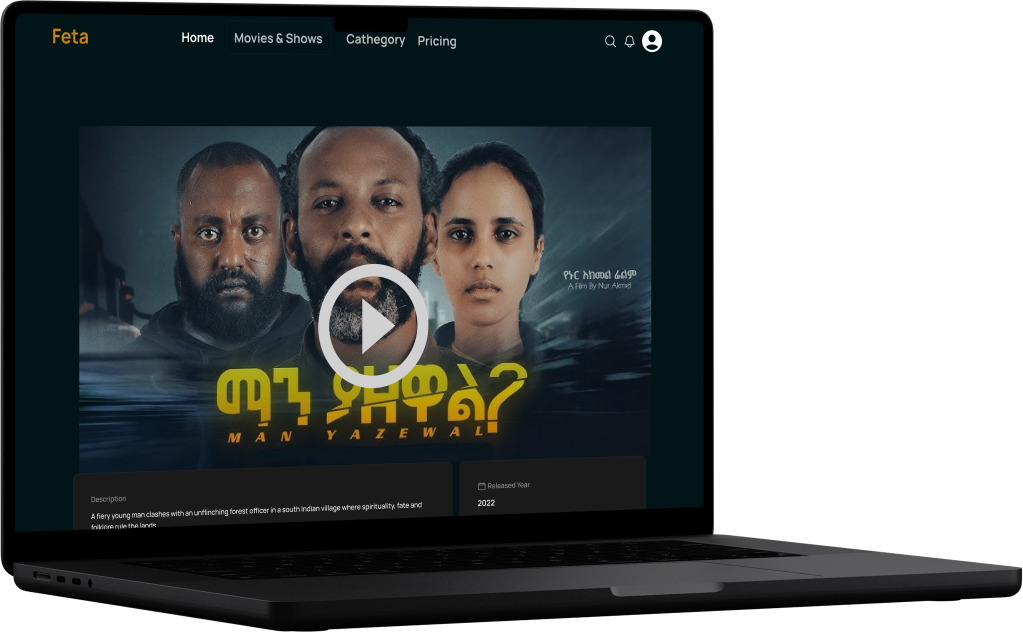 Feta
Home
Movies & Shows
Cathegory
Pricing
የኑር አክመል ፊልም
A Film By Nur Akmel
ማን ያዘዋል?
MAN YAZEWAL
Description
A fiery young man clashes with an unflinching forest officer in a south Indian village where spirituality, fate and
folklore rule the lands.
Released Year
2022